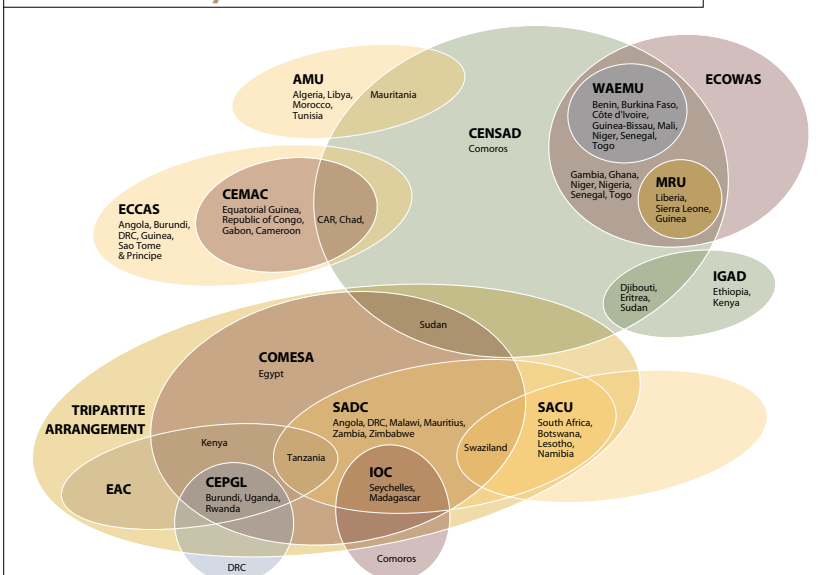 AMU
Algeria, Libya,
Morocco,
Tunisia
Mauritania
CENSAD
Comoros
WAEMU
Benin, Burkina Faso,
Côte d'Ivoire,
Guinea-Bissau, Mali,
Niger, Senegal,
Togo
ECOWAS
Gambia, Ghana,
Niger, Nigeria,
Senegal, Togo
MRU
Liberia,
Sierra Leone,
Guinea
ECCAS
Angola, Burundi,
DRC, Guinea,
Sao Tome
& Principe
CEMAC
Equatorial Guinea,
Republic of Congo,
Gabon, Cameroon
CAR, Chad,
IGAD
Ethiopia,
Kenya
Djibouti,
Eritrea,
Sudan
Sudan
COMESA
Egypt
TRIPARTITE
ARRANGEMENT
SADC
Angola, DRC, Malawi, Mauritius,
Zambia, Zimbabwe
SACU
South Africa,
Botswana,
Lesotho,
Namibia
Swaziland
Kenya
Tanzania
EAC
CEPGL
Burundi, Uganda,
Rwanda
IOC
Seychelles,
Madagascar
Comoros
DRC